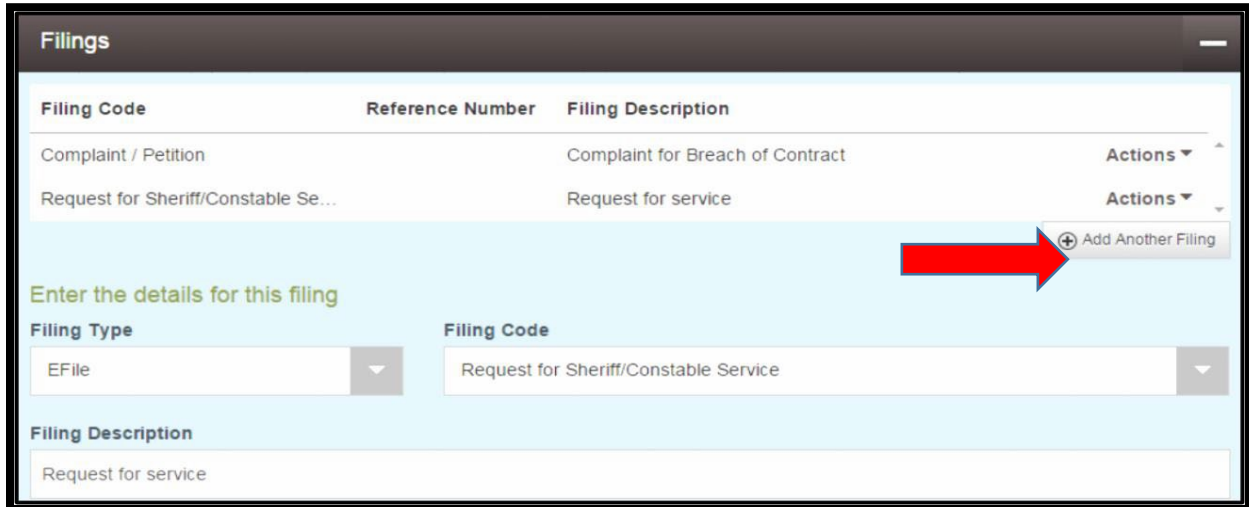 Filings
Filing Code Reference Number Filing Description
Complaint / Petition Complaint for Breach of Contract Actions
Request for Sheriff/Constable Se... Request for service Actions
Add Another Filing
Enter the details for this filing
Filing Type Filing Code
EFile Request for Sheriff/Constable Service
Filing Description
Request for service